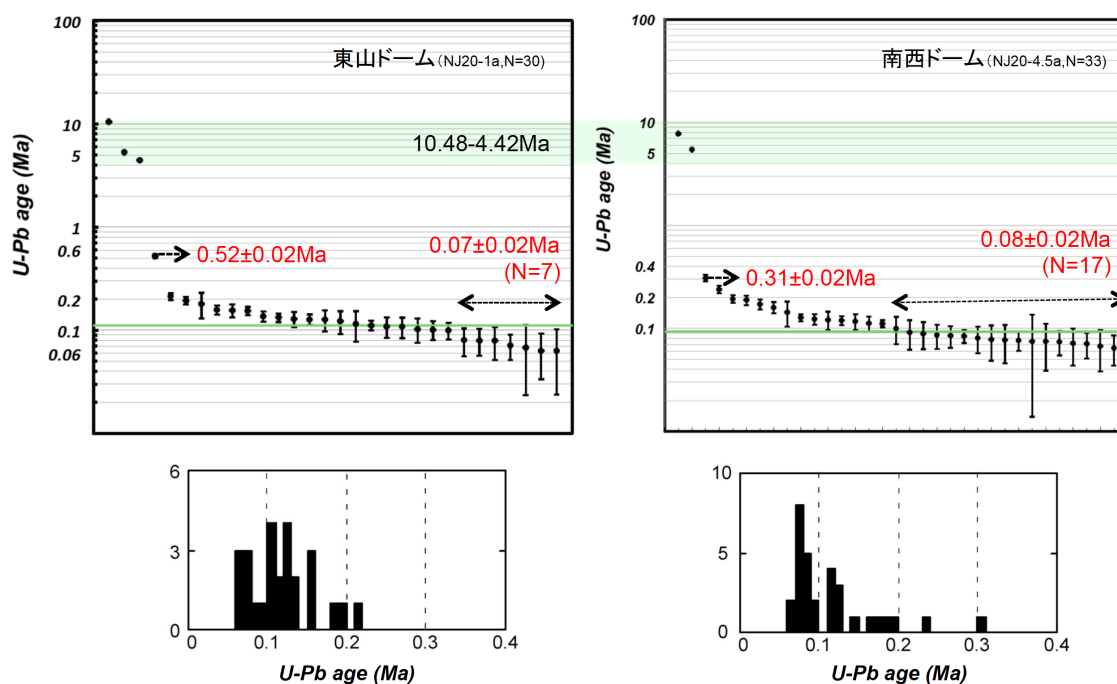 東山ドーム(NJ20-1a,N=30)
100
10
5
1
0.6
0.2
0.1
0.06
U-Pb age (Ma)
10.48-4.42Ma
0.52±0.02Ma
0.07±0.02Ma
(N=7)
南西ドーム(NJ20-4.5a,N=33)
100
10
5
1
0.4
0.2
0.1
U-Pb age (Ma)
0.31±0.02Ma
0.08±0.02Ma
(N=17)
6
3
0
0 0.1 0.2 0.3 0.4
U-Pb age (Ma)
10
5
0
0 0.1 0.2 0.3 0.4
U-Pb age (Ma)